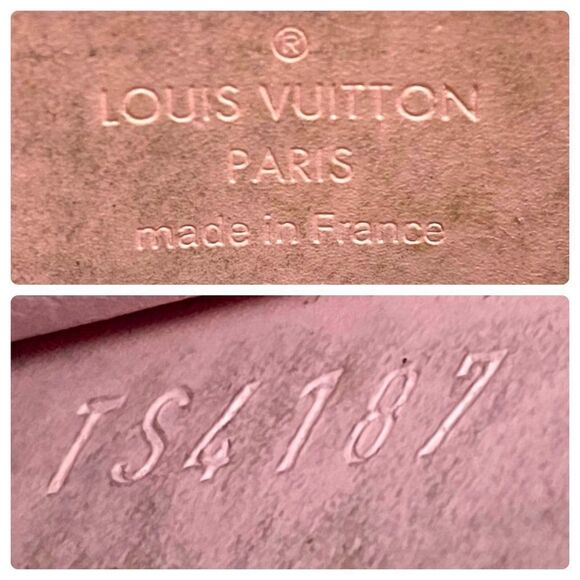 ®
LOUIS VUITTON
PARIS
made in France
TS4187